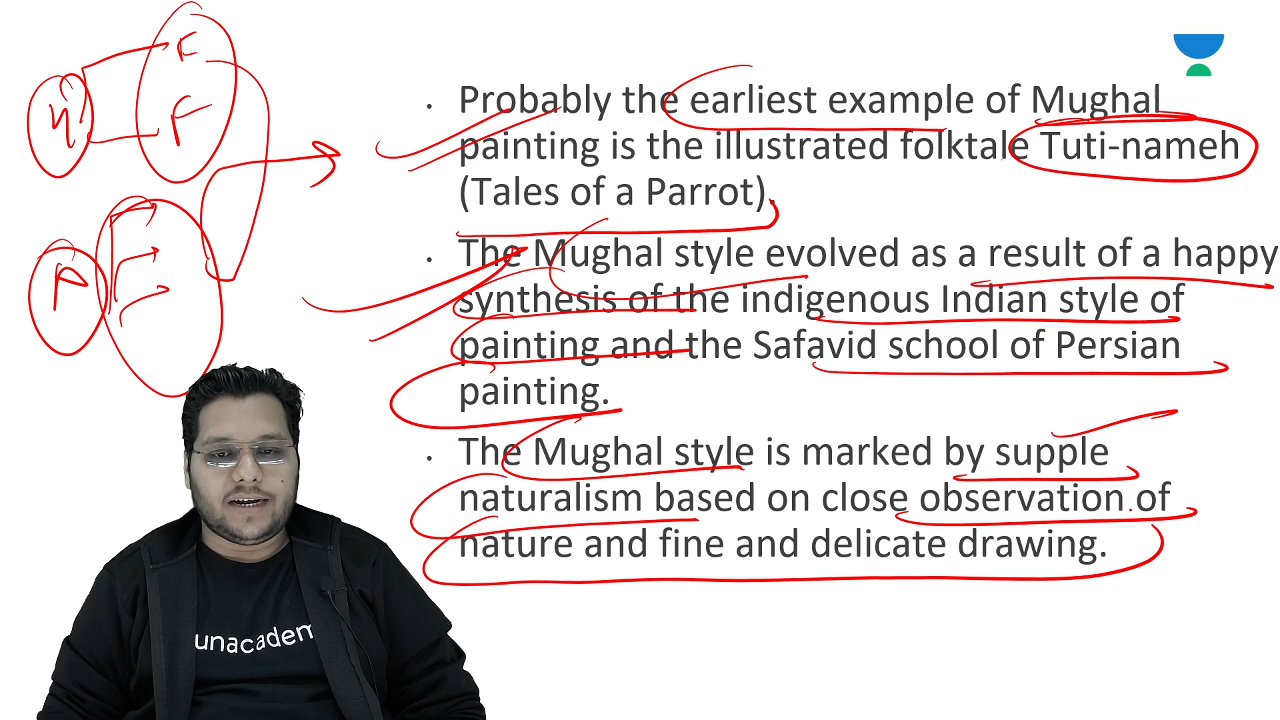 · Probably the earliest example of Mughal
painting is the illustrated folktale Tuti-nameh
(Tales of a Parrot).
· The Mughal style evolved as a result of a happy
synthesis of the indigenous Indian style of
painting and the Safavid school of Persian
painting.
· The Mughal style is marked by supple
naturalism based on close observation of
nature and fine and delicate drawing.
unacadem